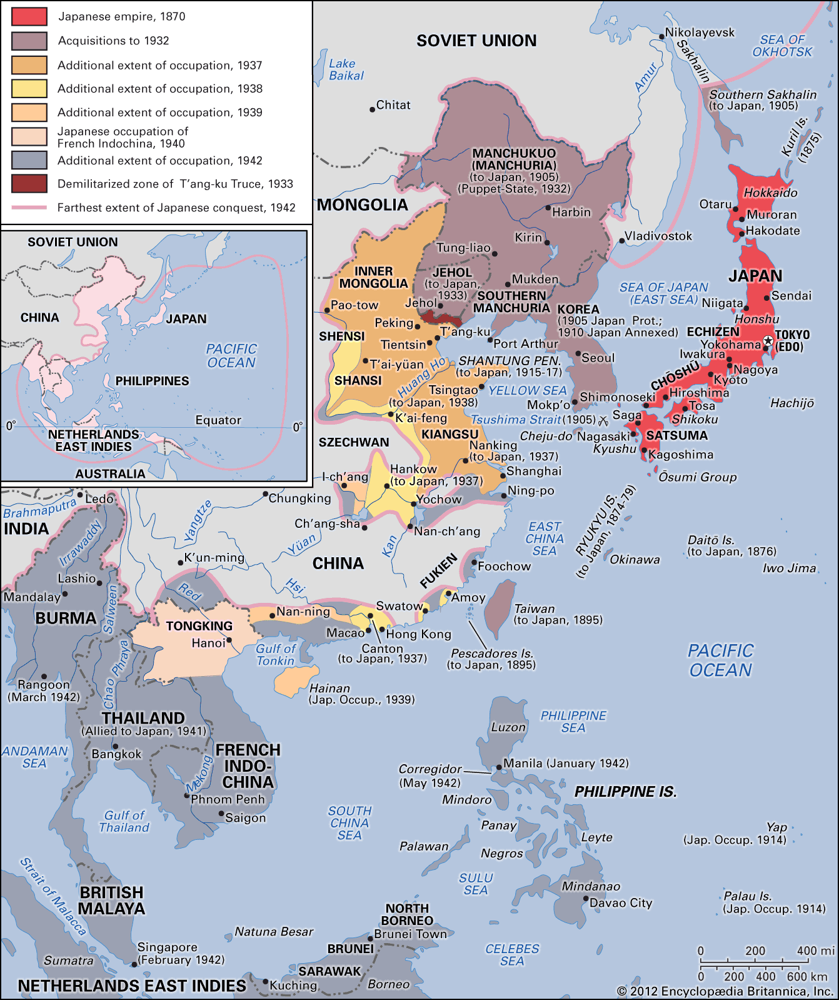 Japanese empire, 1870
Acquisitions to 1932
Additional extent of occupation, 1937
Additional extent of occupation, 1938
Additional extent of occupation, 1939
Japanese occupation of
French Indochina, 1940
Additional extent of occupation, 1942
Demilitarized zone of T'ang-ku Truce, 1933
Farthest extent of Japanese conquest, 1942
SOVIET UNION
CHINA
JAPAN
PACIFIC
OCEAN
PHILIPPINES
Equator
0°
0°
NETHERLANDS
EAST INDIES
AUSTRALIA
SOVIET UNION
Nikolayevsk
SEA OF
OKHOTSK
Lake
Baikal
Sakhalin
Amur
Chitat
Southern Sakhalin
(to Japan, 1905)
Kuril Is.
(1875)
MANCHUKUO
(MANCHURIA)
(to Japan, 1905)
(Puppet-State, 1932)
MONGOLIA
Harbin
Hokkaido
Otaru
Muroran
Hakodate
Kirin
Vladivostok
Tung-liao
INNER
MONGOLIA
JEHOL
(to Japan,
1933)
Mukden
SOUTHERN
MANCHURIA
JAPAN
SEA OF JAPAN
(EAST SEA)
Niigata
Sendai
Pao-tow
Jehol
KOREA
(1905 Japan Prot.;
1910 Japan Annexed)
Honshu
Peking
T'ang-ku
ECHIZEN
TOKYO
(EDO)
SHENSI
Tientsin
Port Arthur
Yokohama
Iwakura
Seoul
T'ai-yüan
SHANTUNG PEN.
(to Japan, 1915-17)
Nagoya
Kyōto
CHŌSHŪ
SHANSI
Huang Ho
Tsingtao
(to Japan, 1938)
YELLOW SEA
Hiroshima
Shimonoseki
Mokp'o
Hachijō
Tosa
Shikoku
K'ai-feng
Tsushima Strait (1905)
Saga
KIANGSU
Cheju-do
Nagasaki
SATSUMA
SZECHWAN
Nanking
(to Japan, 1937)
Kyushu
Kagoshima
Hankow
(to Japan, 1937)
Shanghai
Ōsumi Group
I-ch'ang
Ning-po
Ledo
Chungking
Yochow
Brahmaputra
Yangtze
RYUKYU IS.
(to Japan, 1874-79)
INDIA
Ch'ang-sha
Nan-ch'ang
EAST
CHINA
SEA
Irrawaddy
Yüan
Kan
Daitō Is.
(to Japan, 1876)
K'un-ming
CHINA
Okinawa
FUKIEN
Foochow
Iwo Jima
Lashio
Red
Hsi
Mandalay
Salween
Amoy
BURMA
Swatow
Taiwan
(to Japan, 1895)
TONGKING
Nan-ning
Hanoi
Macao
Hong Kong
Gulf of
Tonkin
Canton
(to Japan, 1937)
Pescadores Is.
(to Japan, 1895)
PACIFIC
OCEAN
Chao Phraya
Rangoon
(March 1942)
Hainan
(Jap. Occup., 1939)
THAILAND
(Allied to Japan, 1941)
Luzon
PHILIPPINE
SEA
ANDAMAN
SEA
Bangkok
FRENCH
INDO-
CHINA
Mekong
Manila (January 1942)
Corregidor
(May 1942)
PHILIPPINE IS.
Mindoro
Phnom Penh
Saigon
Gulf of
Thailand
SOUTH
CHINA
SEA
Panay
Leyte
Yap
(Jap. Occup. 1914)
Palawan
Negros
Strait of Malacca
SULU
SEA
BRITISH
MALAYA
Mindanao
Davao City
Palau Is.
(Jap. Occup. 1914)
NORTH
BORNEO
Natuna Besar
Brunei Town
BRUNEI
CELEBES
SEA
Singapore
(February 1942)
Sumatra
SARAWAK
NETHERLANDS EAST INDIES
Kuching
Borneo
0 200 400 mi
0 200 400 600 km
© 2012 Encyclopædia Britannica, Inc.